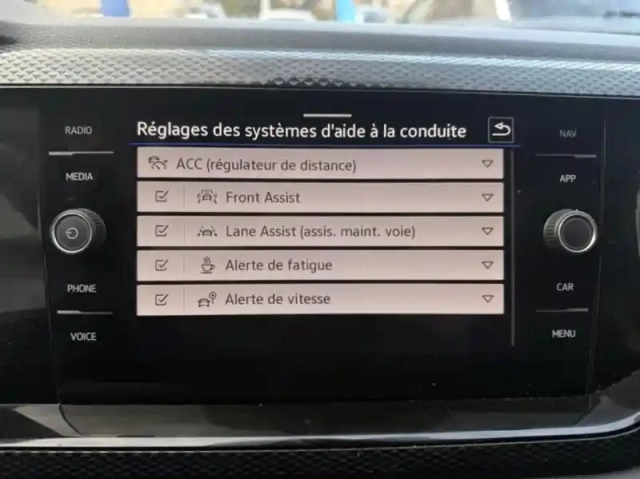 RADIO
MEDIA
PHONE
VOICE
Réglages des systèmes d'aide à la conduite
ACC (régulateur de distance)
Front Assist
Lane Assist (assis. maint. voie)
Alerte de fatigue
Alerte de vitesse
NAV
APP
CAR
MENU